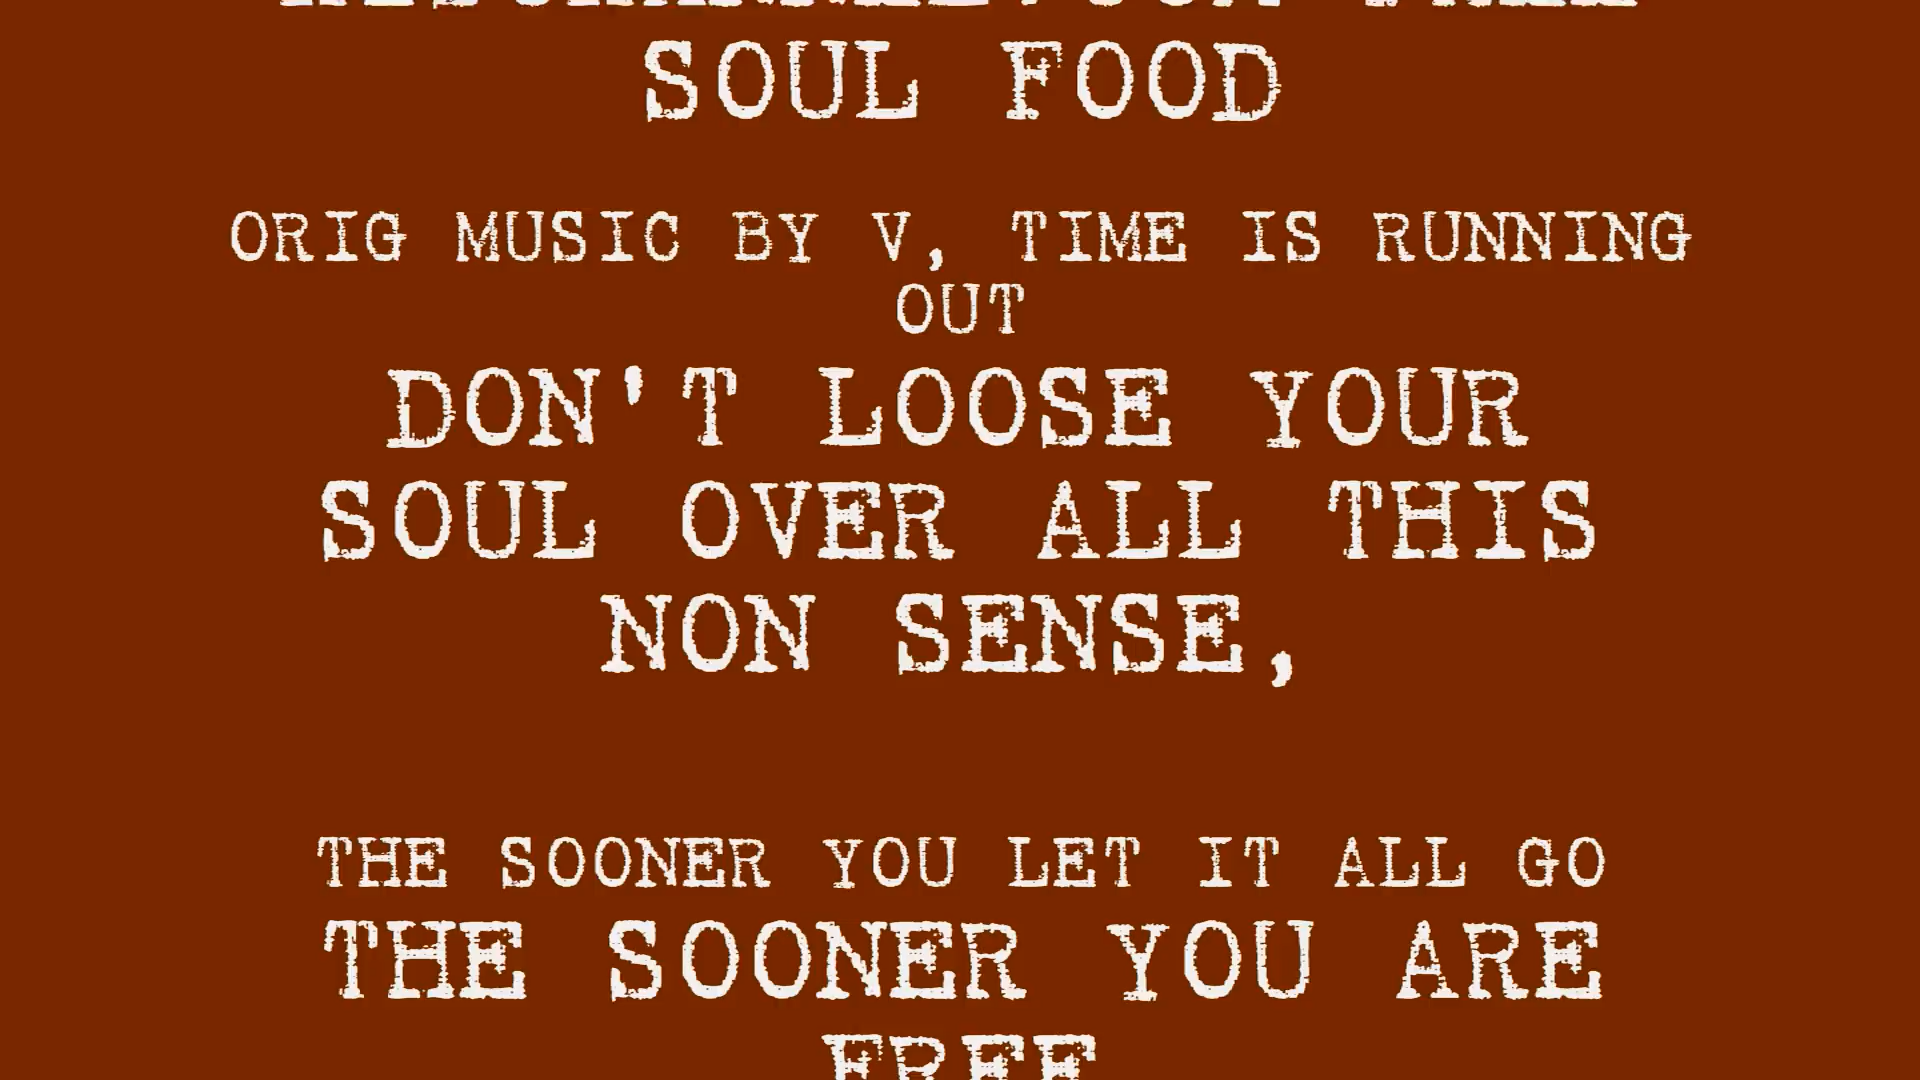 SOUL FOOD
ORIG MUSIC BY V, TIME IS RUNNING
OUT
DON'T LOOSE YOUR
SOUL OVER ALL THIS
NON SENSE,
THE SOONER YOU LET IT ALL GO
THE SOONER YOU ARE
FREE